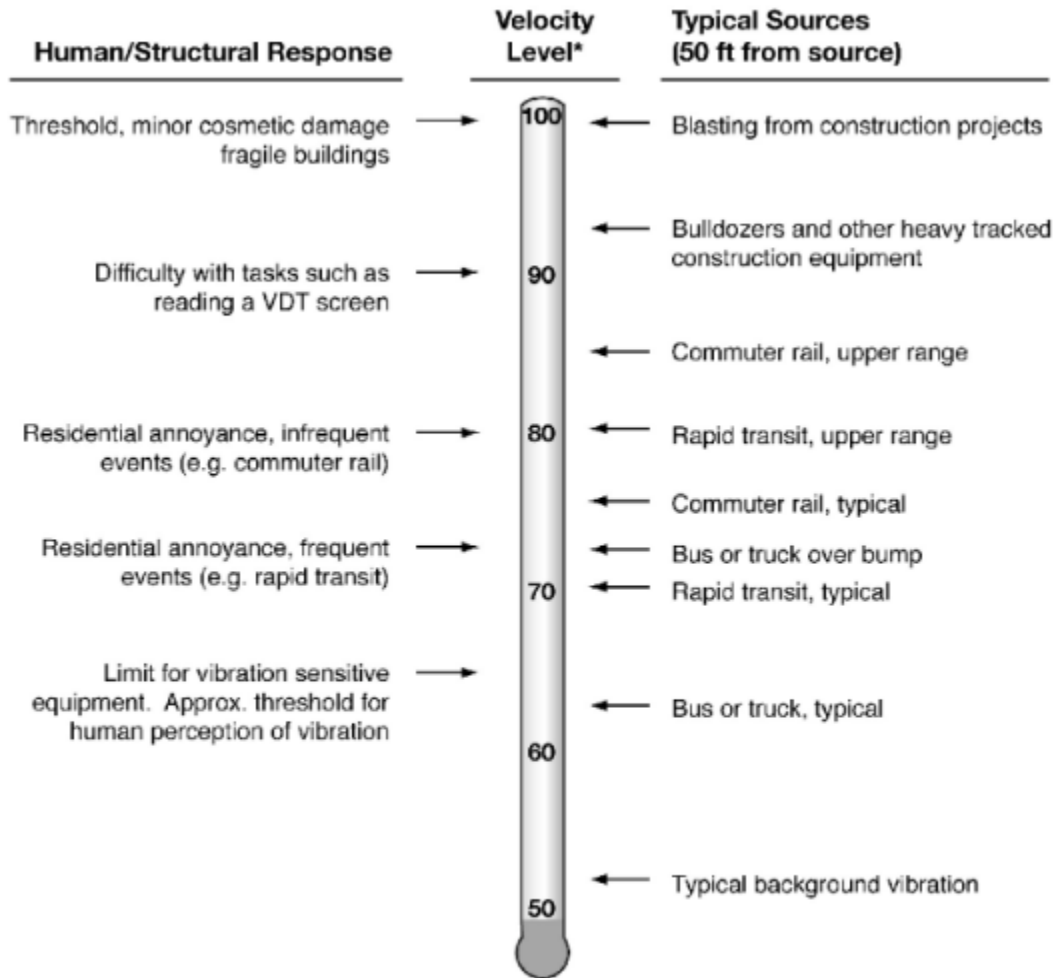 Human/Structural Response
Velocity
Level*
Typical Sources
(50 ft from source)
Threshold, minor cosmetic damage
fragile buildings
100
Blasting from construction projects
Bulldozers and other heavy tracked
construction equipment
Difficulty with tasks such as
reading a VDT screen
90
Commuter rail, upper range
Residential annoyance, infrequent
events (e.g. commuter rail)
80
Rapid transit, upper range
Commuter rail, typical
Residential annoyance, frequent
events (e.g. rapid transit)
Bus or truck over bump
70
Rapid transit, typical
Limit for vibration sensitive
equipment. Approx. threshold for
human perception of vibration
Bus or truck, typical
60
Typical background vibration
50